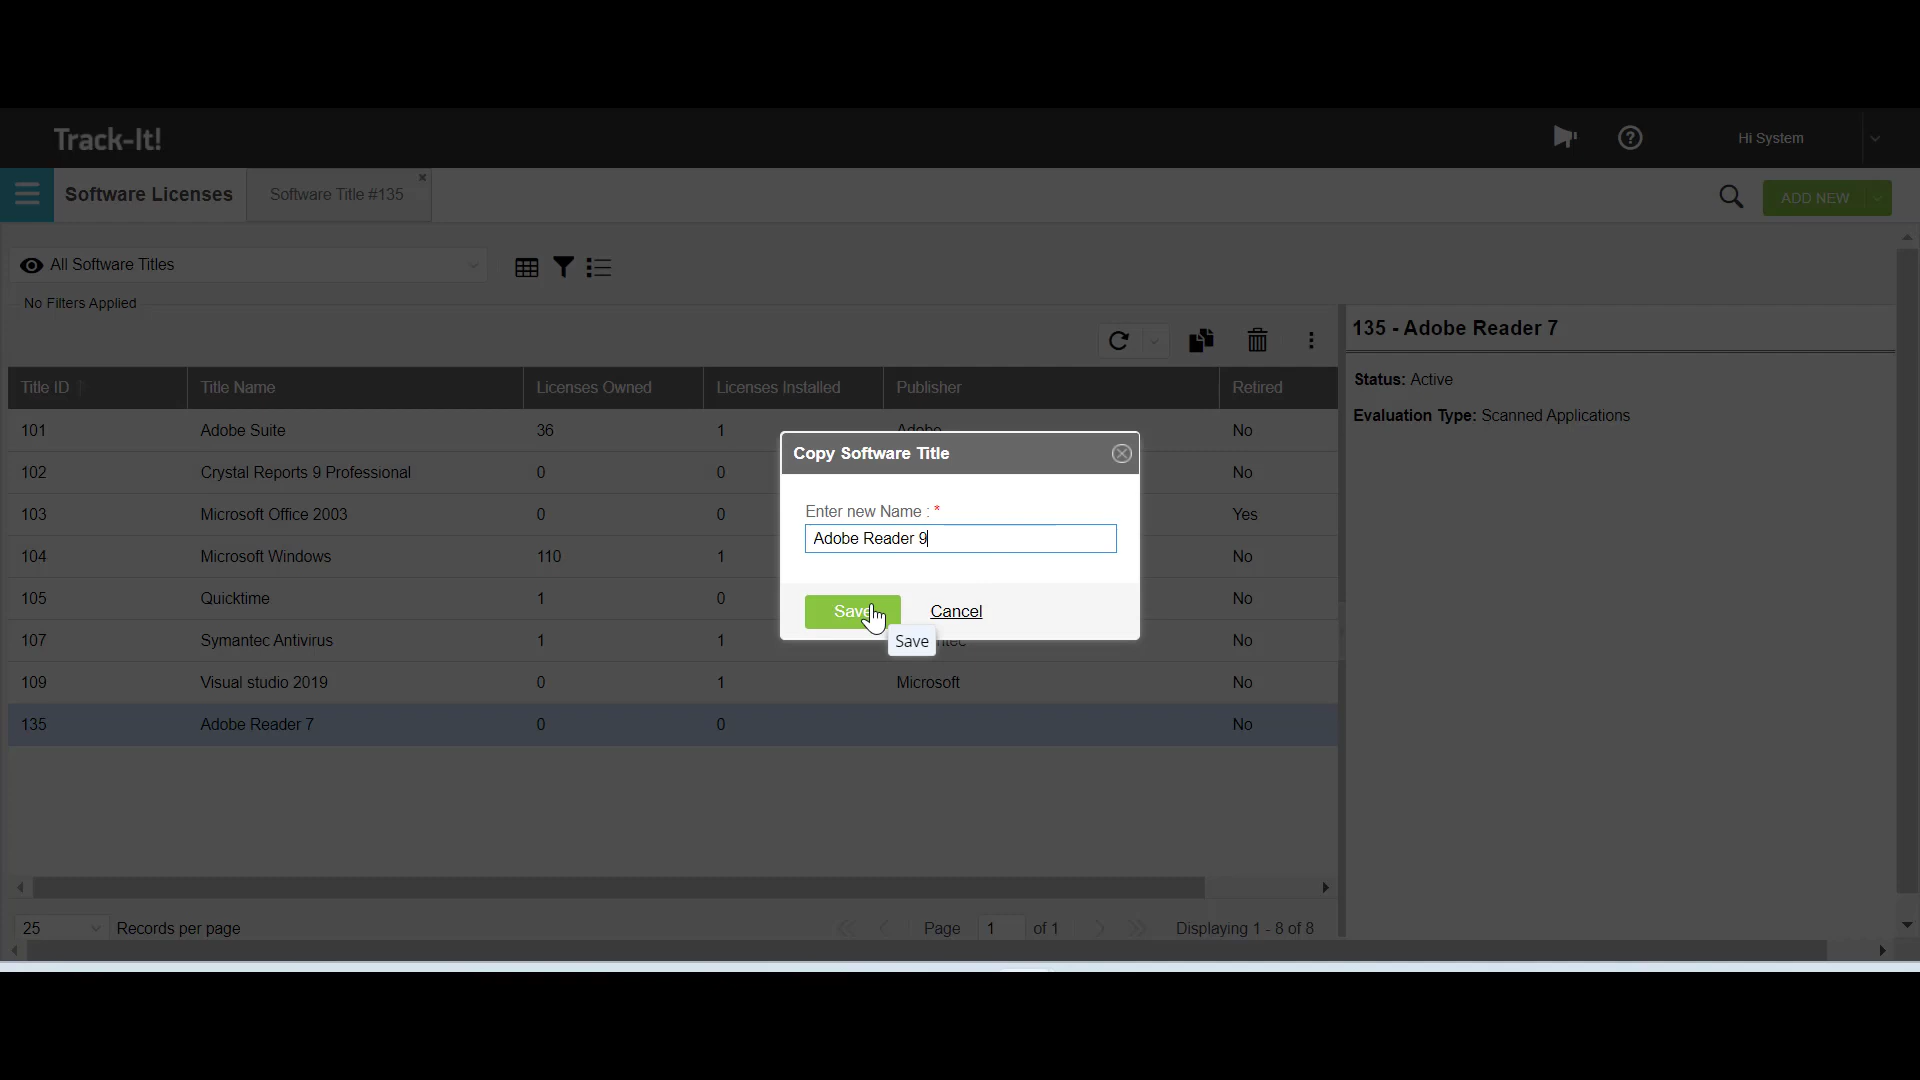 Track-It!
Hi System
Software Licenses
Software Title #135
ADD NEW
All Software Titles
No Filters Applied
135 - Adobe Reader 7
Status: Active
Evaluation Type: Scanned Applications
Title ID Title Name Licenses Owned Licenses Installed Publisher Retired
101 Adobe Suite 36 1 Adobe No
102 Crystal Reports 9 Professional 0 0 No
103 Microsoft Office 2003 0 0 Yes
104 Microsoft Windows 110 1 No
105 Quicktime 1 0 No
107 Symantec Antivirus 1 1 ntec No
109 Visual studio 2019 0 1 Microsoft No
135 Adobe Reader 7 0 0 No
Copy Software Title
Enter new Name : *
Adobe Reader 9
Save Cancel
Save
25 Records per page Page 1 of 1 Displaying 1 - 8 of 8